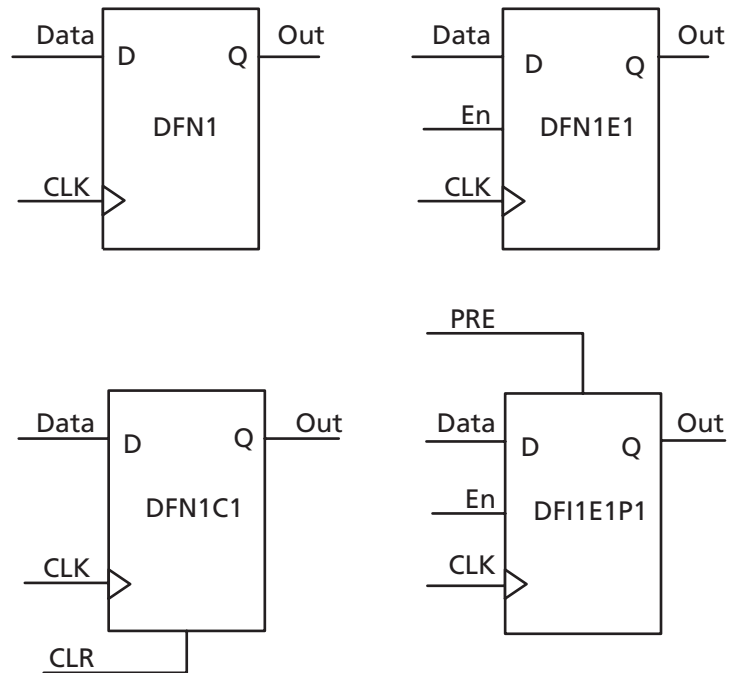 Data Out
D Q
DFN1
CLK
Data Out
D Q
En DFN1E1
CLK
Data Out
D Q
DFN1C1
CLK
CLR
PRE
Data Out
D Q
En DFI1E1P1
CLK